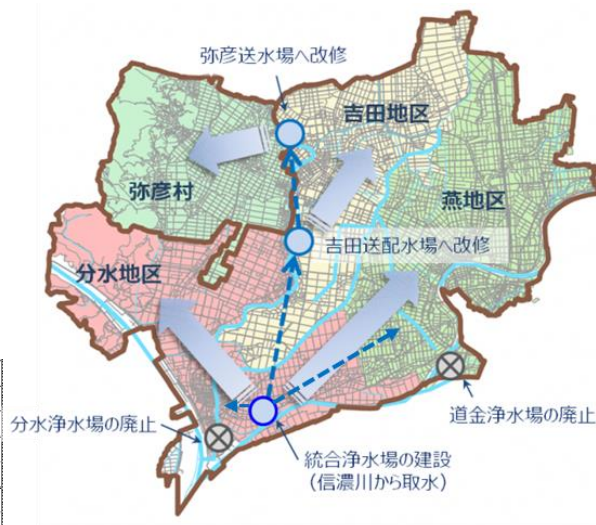 弥彦送水場へ改修
吉田地区
弥彦村
燕地区
吉田送配水場へ改修
分水地区
道金浄水場の廃止
分水浄水場の廃止
統合浄水場の建設
（信濃川から取水）